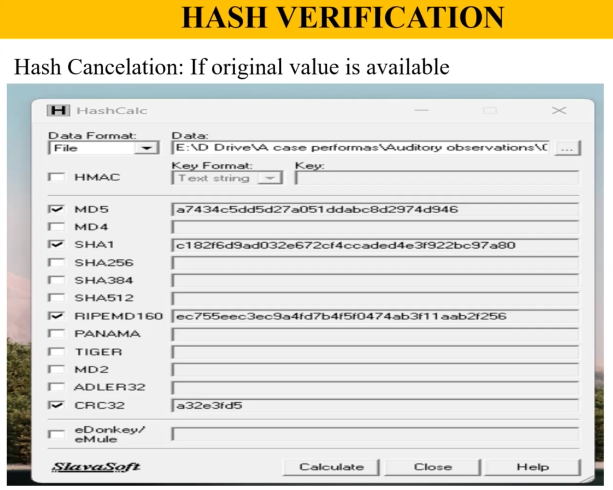 HASH VERIFICATION
Hash Cancelation: If original value is available
H HashCalc
Data Format: Data:
File E:\D Drive\A case performas\Auditory observations\0 ...
Key Format: Key:
HMAC Text string
MD5 a7434c5dd5d27a051ddabc8d2974d946
MD4
SHA1 c182f6d9ad032e672cf4ccaded4e3f922bc97a80
SHA256
SHA384
SHA512
RIPEMD160 ec755eec3ec9a4fd7b4f5f0474ab3f11aab2f256
PANAMA
TIGER
MD2
ADLER32
CRC32 a32e3fd5
eDonkey/
eMule
SlavaSoft Calculate Close Help